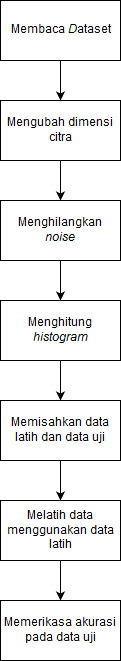 Membaca Dataset
Mengubah dimensi
citra
Menghilangkan
noise
Menghitung
histogram
Memisahkan data
latih dan data uji
Melatih data
menggunakan data
latih
Memerikasa akurasi
pada data uji